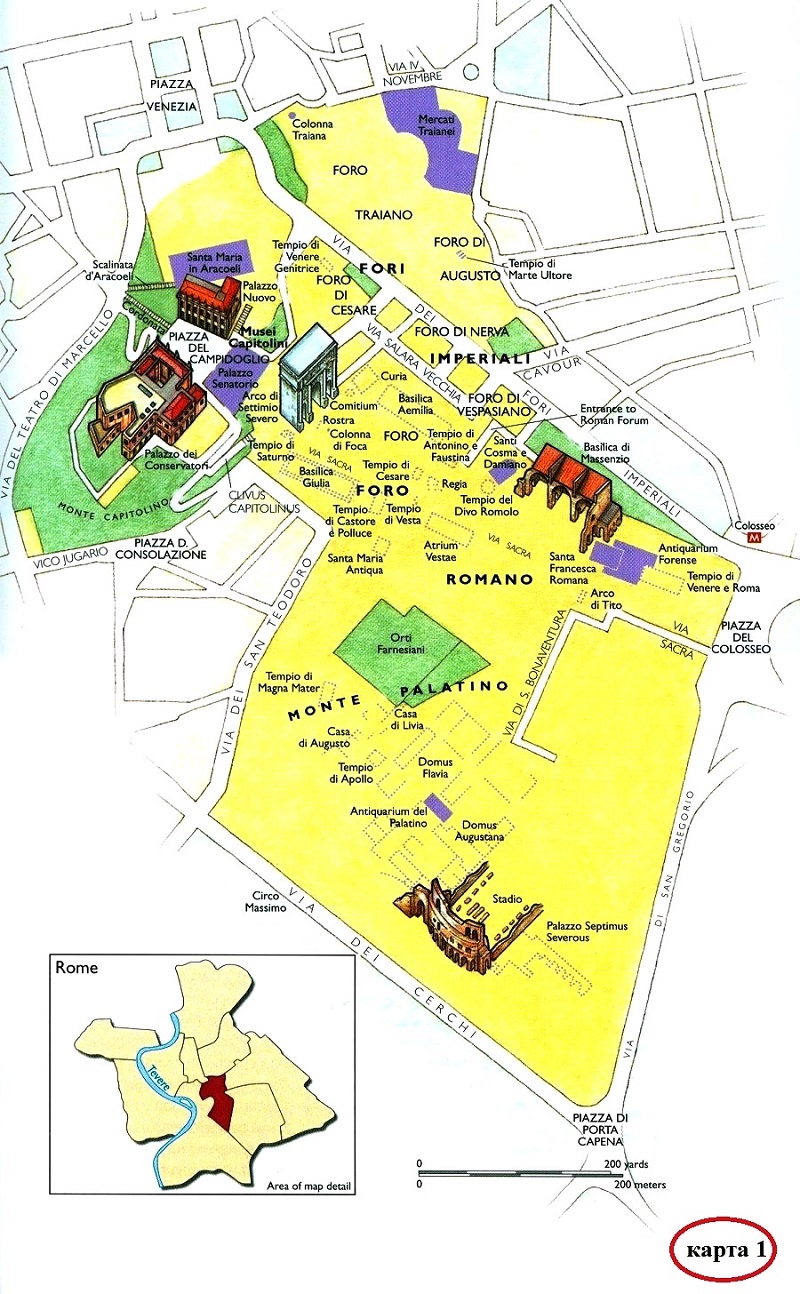 VIA IV
NOVEMBRE
PIAZZA
VENEZIA
Colonna
Traiana
Mercati
Traianei
FORO
TRAIANO
FORO DI
AUGUSTO
Tempio di
Marte Ultore
Tempio di
Venere
Genitrice
VIA DEI FORI IMPERIALI
FORI
IMPERIALI
FORO
DI
CESARE
Scalinata
d'Aracoeli
Santa Maria
in Aracoeli
Palazzo
Nuovo
Cordonata
PIAZZA
DEL
CAMPIDOGLIO
Musei
Capitolini
Palazzo
Senatorio
VIA DEL TEATRO DI MARCELLO
FORO DI NERVA
VIA
CAVOUR
VIA SALARA VECCHIA
FORO DI
VESPASIANO
Entrance to
Roman Forum
Curia
Basilica
Aemilia
Arco di
Settimio
Severo
Comitium
Rostra
Colonna
di Foca
FORO
Tempio di
Antonino e
Faustina
Santi
Cosma e
Damiano
Basilica di
Massenzio
Palazzo dei
Conservatori
Tempio di
Saturno
VIA SACRA
Basilica
Giulia
Tempio di
Cesare
Regia
Tempio del
Divo Romolo
MONTE CAPITOLINO
CLIVUS
CAPITOLINUS
FORO
Tempio
di Castore
e Polluce
Tempio
di Vesta
Colosseo
M
VICO JUGARIO
PIAZZA D.
CONSOLAZIONE
Santa Maria
Antiqua
Atrium
Vestae
VIA SACRA
Santa
Francesca
Romana
Antiquarium
Forense
Tempio di
Venere e Roma
ROMANO
Arco
di Tito
VIA
SACRA
PIAZZA
DEL
COLOSSEO
Orti
Farnesiani
VIA DEI SAN TEODORO
VIA DI S. BONAVENTURA
Tempio di
Magna Mater
MONTE PALATINO
Casa
di Livia
Casa
di Augusto
Tempio
di Apollo
Domus
Flavia
Antiquarium del
Palatino
Domus
Augustana
VIA DI SAN GREGORIO
Circo
Massimo
VIA DEI CERCHI
Stadio
Palazzo Septimus
Severous
Rome
Tevere
Area of map detail
PIAZZA DI
PORTA
CAPENA
0 200 yards
0 200 meters
карта 1